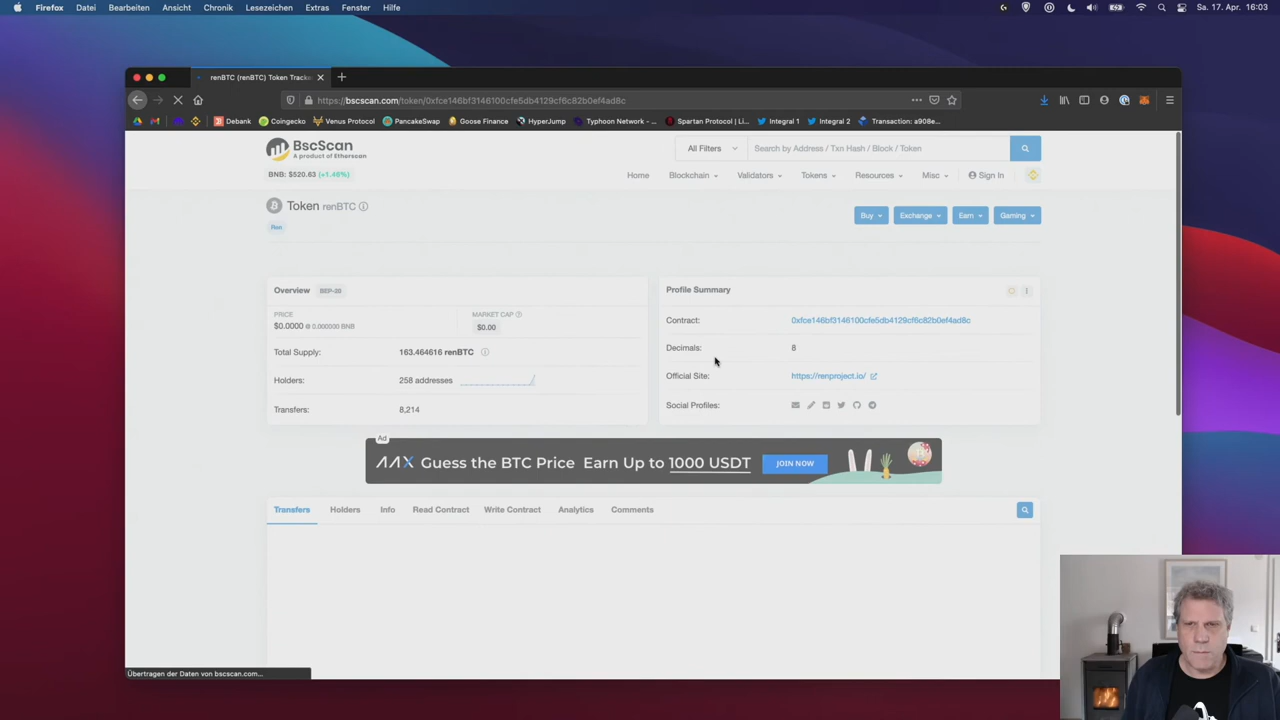 Firefox Datei Bearbeiten Ansicht Chronik Lesezeichen Extras Fenster Hilfe Sa. 17. Apr. 16:03
renBTC (renBTC) Token Tracke
https://bscscan.com/token/0xfce146bf3146100cfe5db4129cf6c82b0ef4ad8c
Debank Coingecko Venus Protocol PancakeSwap Goose Finance HyperJump Typhoon Network - ... Spartan Protocol | Li... Integral 1 Integral 2 Transaction: a908e...
BscScan
A product of Etherscan
All Filters Search by Address / Txn Hash / Block / Token
BNB: $520.63 (+1.46%)
Home Blockchain Validators Tokens Resources Misc Sign In
Token renBTC
Buy Exchange Earn Gaming
Ren
Overview BEP-20
Profile Summary
PRICE
$0.0000 @ 0.000000 BNB
MARKET CAP
$0.00
Contract: 0xfce146bf3146100cfe5db4129cf6c82b0ef4ad8c
Total Supply: 163.464616 renBTC
Decimals: 8
Holders: 258 addresses
Official Site: https://renproject.io/
Transfers: 8,214
Social Profiles:
Ad
AAX Guess the BTC Price Earn Up to 1000 USDT JOIN NOW
Transfers Holders Info Read Contract Write Contract Analytics Comments
Übertragen der Daten von bscscan.com...